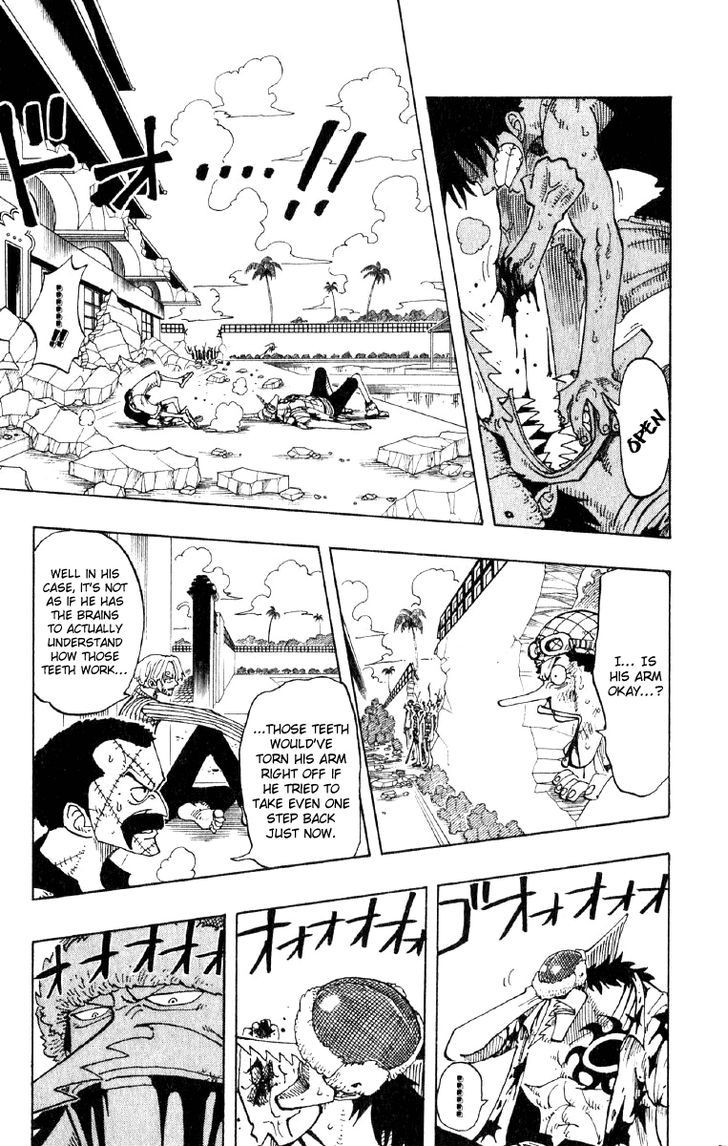 OPEN
ドオ...!!
.......!!
I... IS
HIS ARM
OKAY...?
WELL IN HIS
CASE, IT'S NOT
AS IF HE HAS
THE BRAINS
TO ACTUALLY
UNDERSTAND
HOW THOSE
TEETH WORK...
...THOSE TEETH
WOULD'VE
TORN HIS ARM
RIGHT OFF IF
HE TRIED TO
TAKE EVEN ONE
STEP BACK
JUST NOW.
ゴオオオオ
.......
オオオオオ
オオオオ